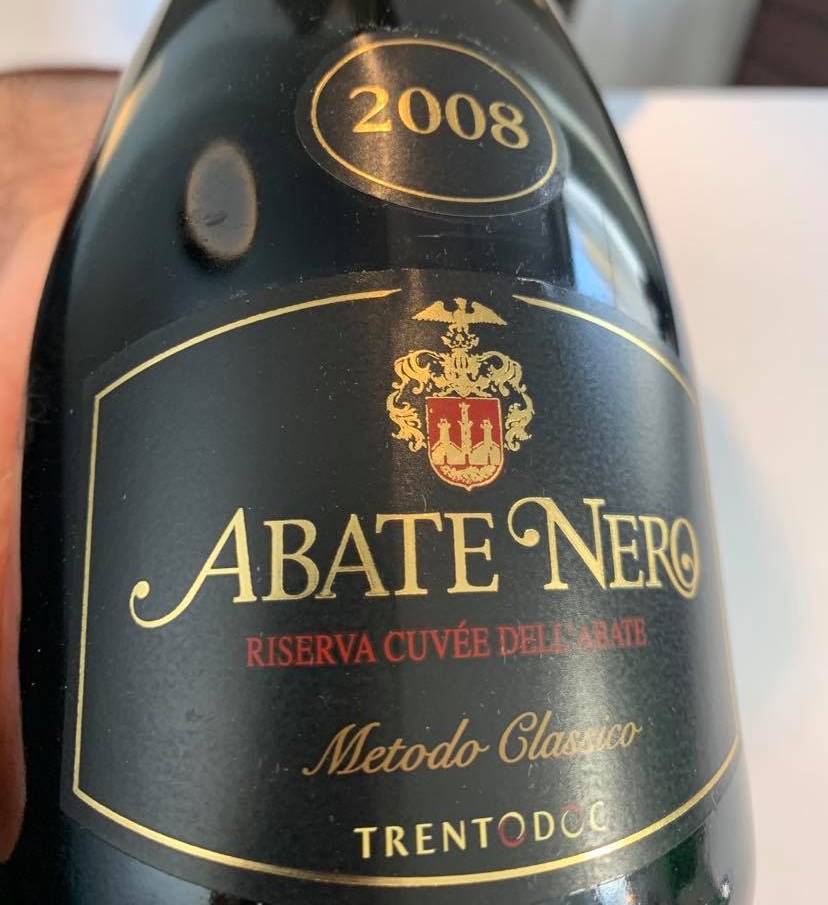 2008
ABATE NERO
RISERVA CUVÉE DELL'ABATE
Metodo Classico
TRENTODOC